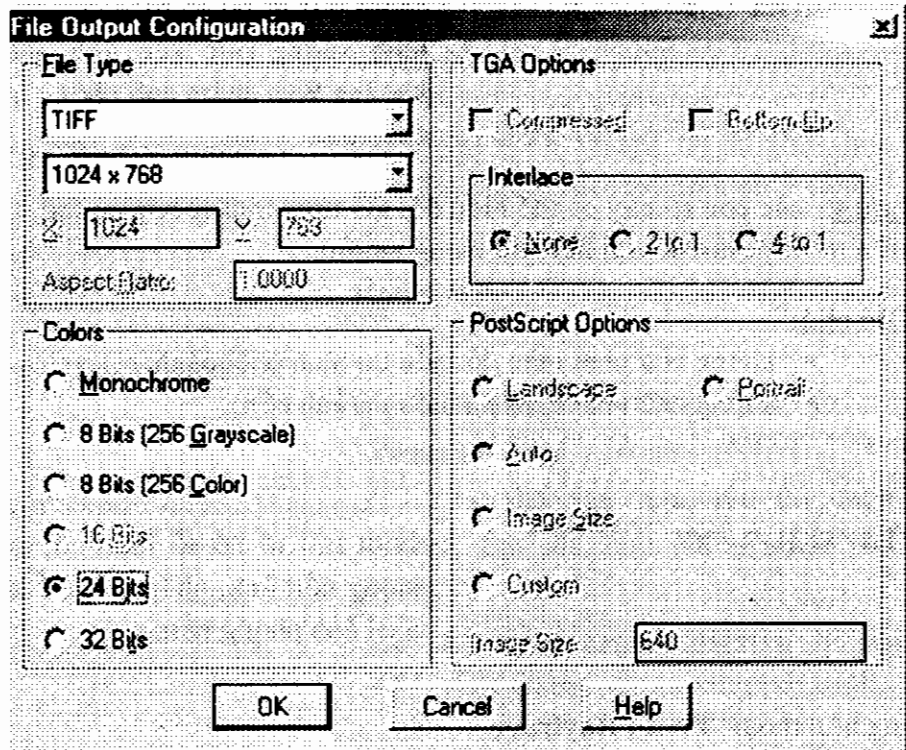 File Output Configuration
File Type
TIFF
1024 x 768
X: 1024 Y: 768
Aspect Ratio: 1.0000
TGA Options
Compressed Bottom Up
Interlace
None 2 to 1 4 to 1
Colors
Monochrome
8 Bits (256 Grayscale)
8 Bits (256 Color)
16 Bits
24 Bits
32 Bits
PostScript Options
Landscape Portrait
Auto
Image Size
Custom
Image Size 640
OK Cancel Help